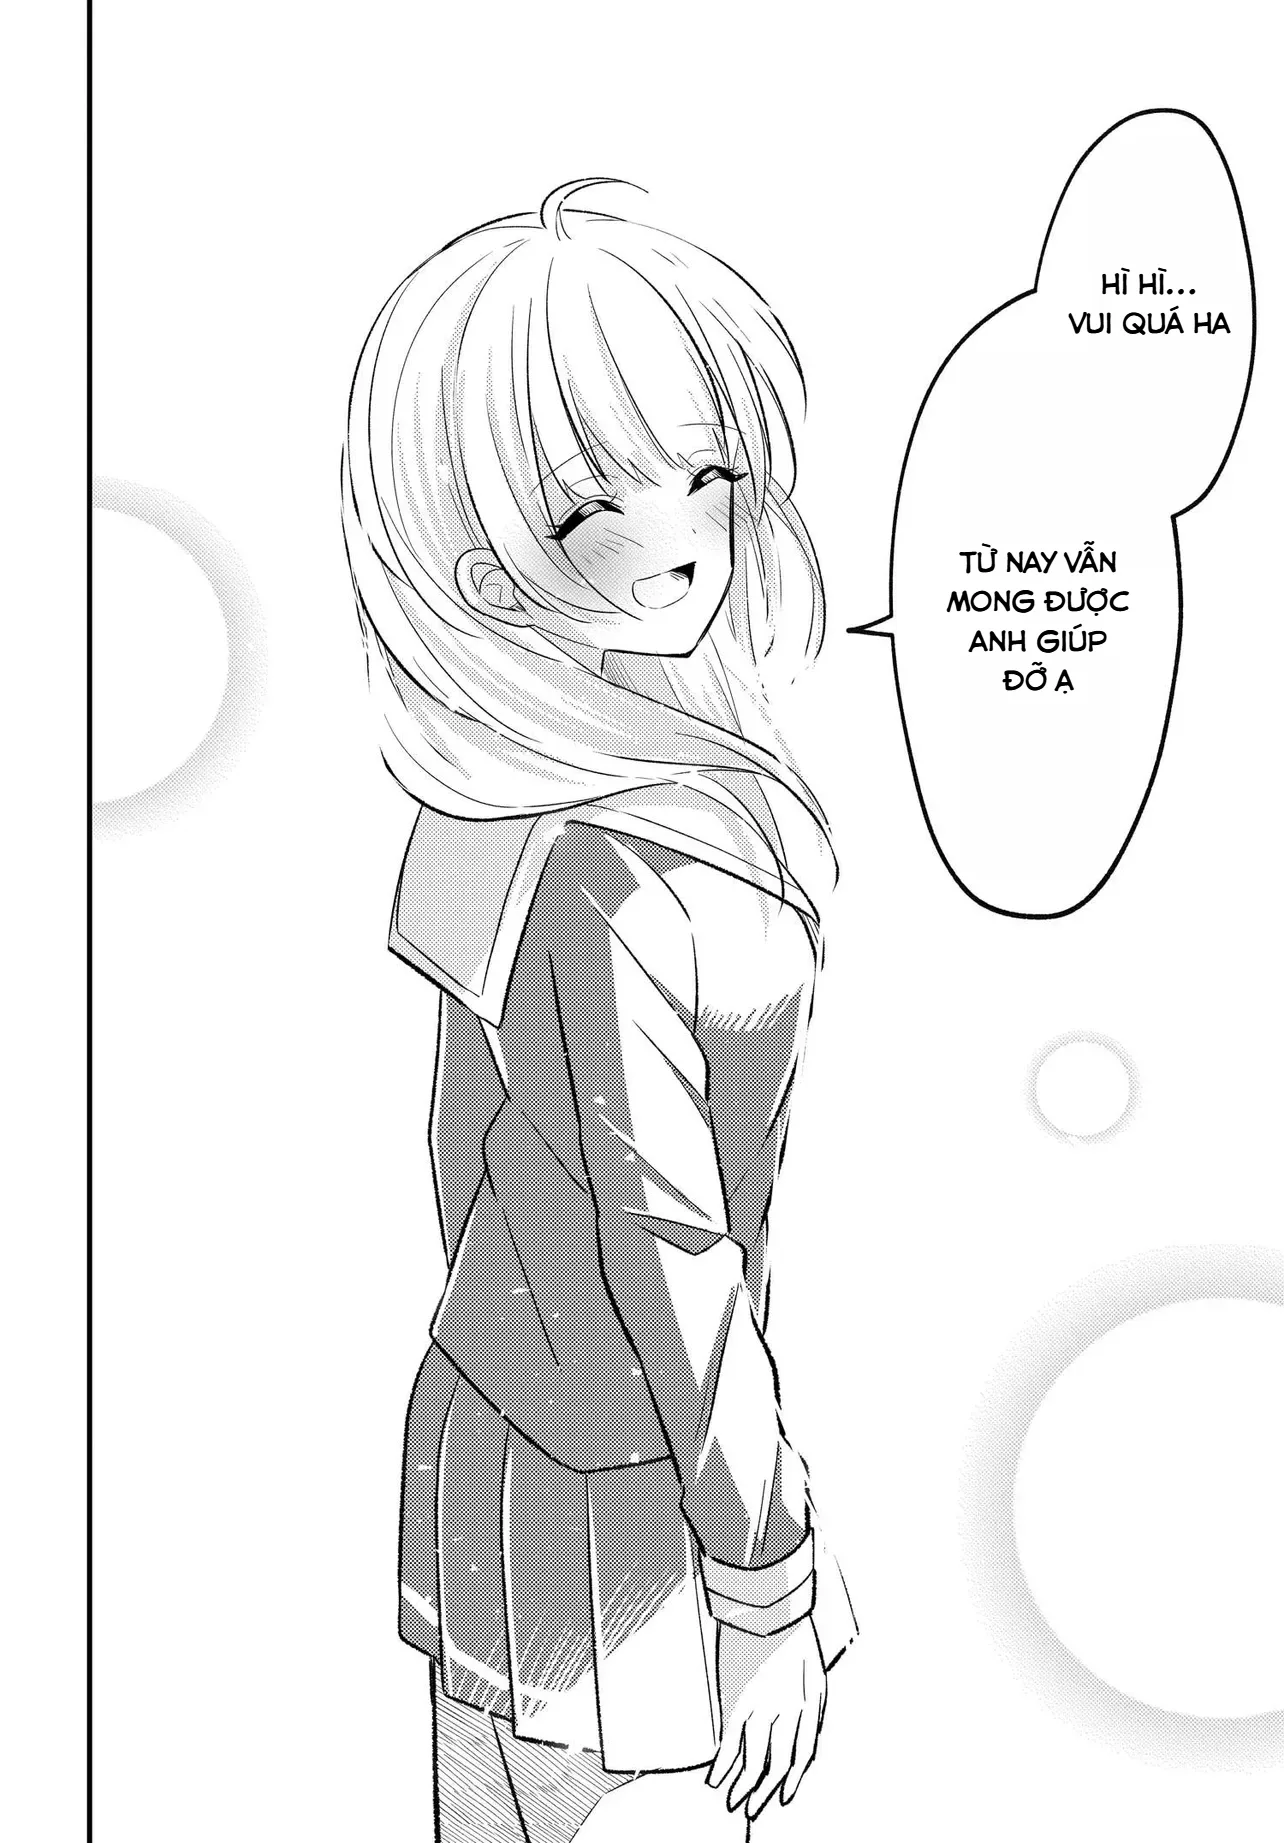 HÌ HÌ...
VUI QUÁ HA
TỪ NAY VẪN
MONG ĐƯỢC
ANH GIÚP
ĐỠ Ạ